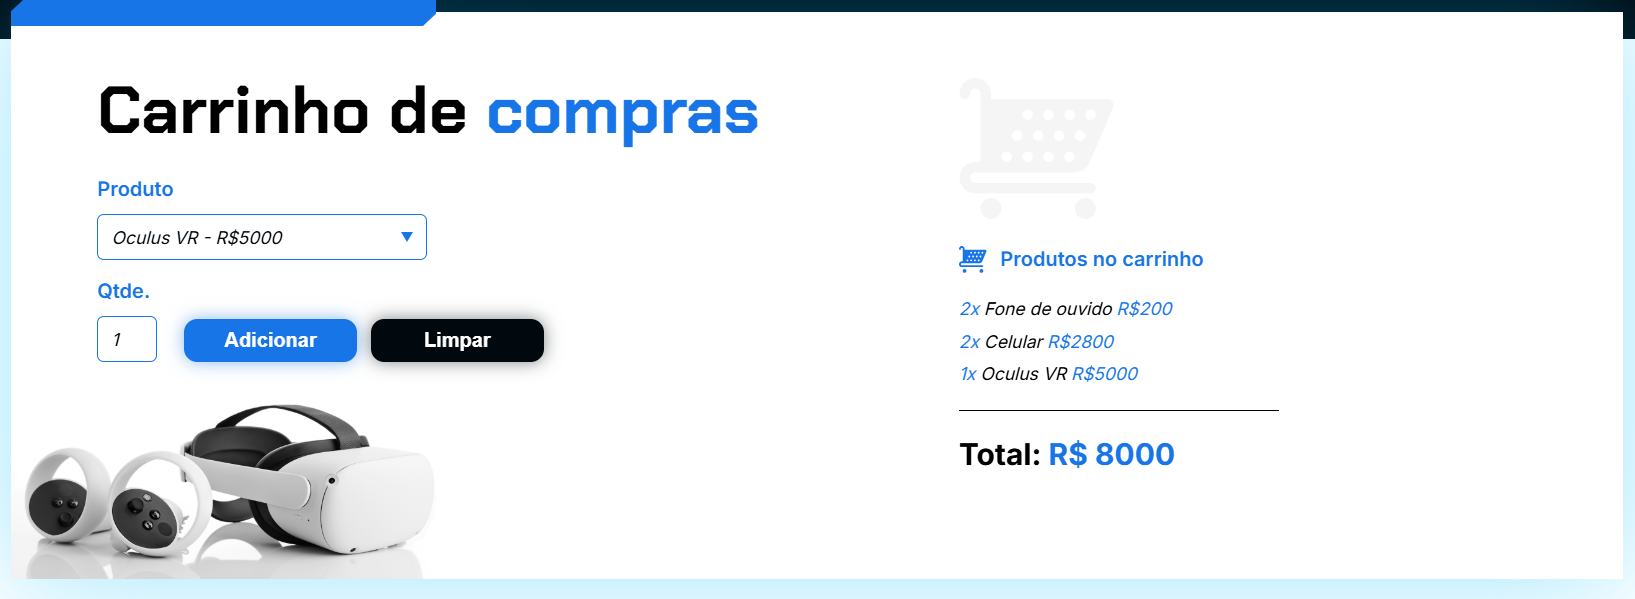 Carrinho de compras
Produto
Oculus VR - R$5000
Qtde.
1
Adicionar
Limpar
Produtos no carrinho
2x Fone de ouvido R$200
2x Celular R$2800
1x Oculus VR R$5000
Total: R$ 8000